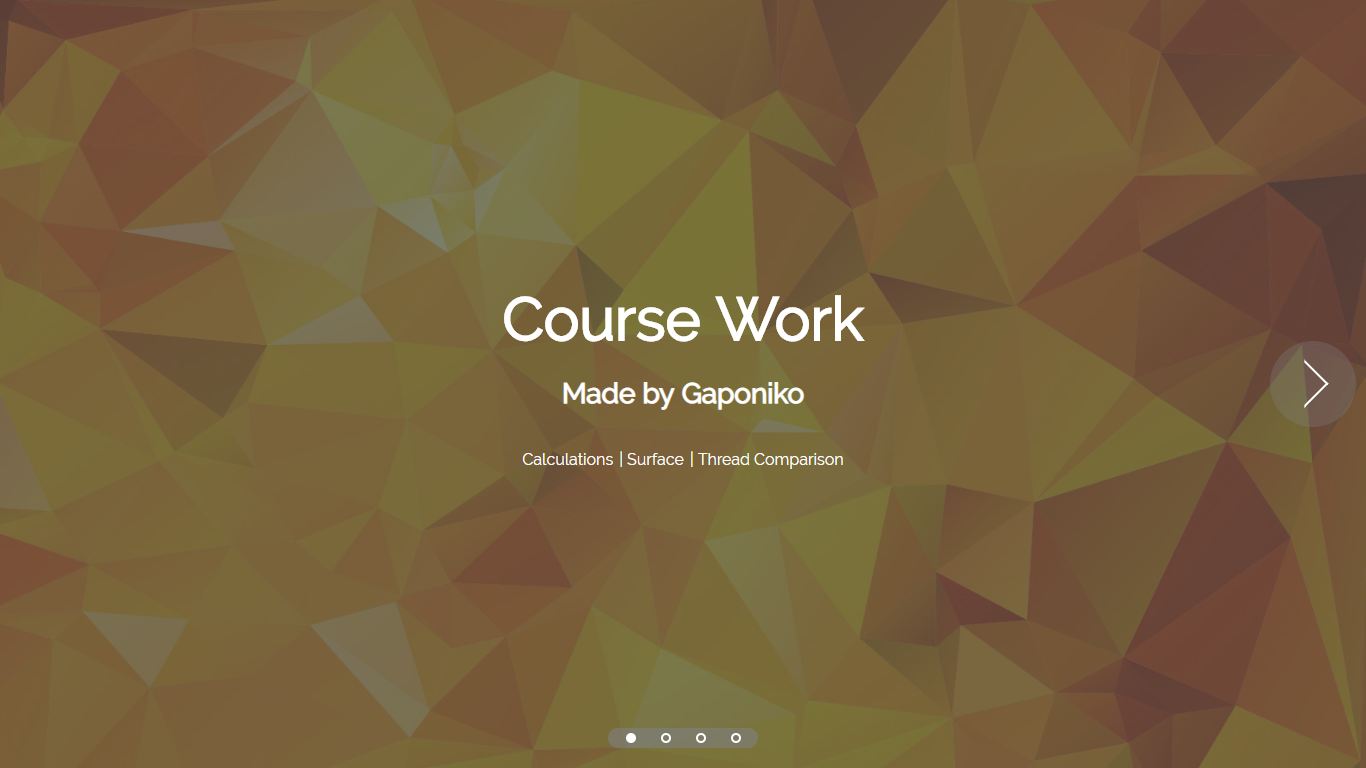 Course Work
Made by Gaponiko
Calculations | Surface | Thread Comparison